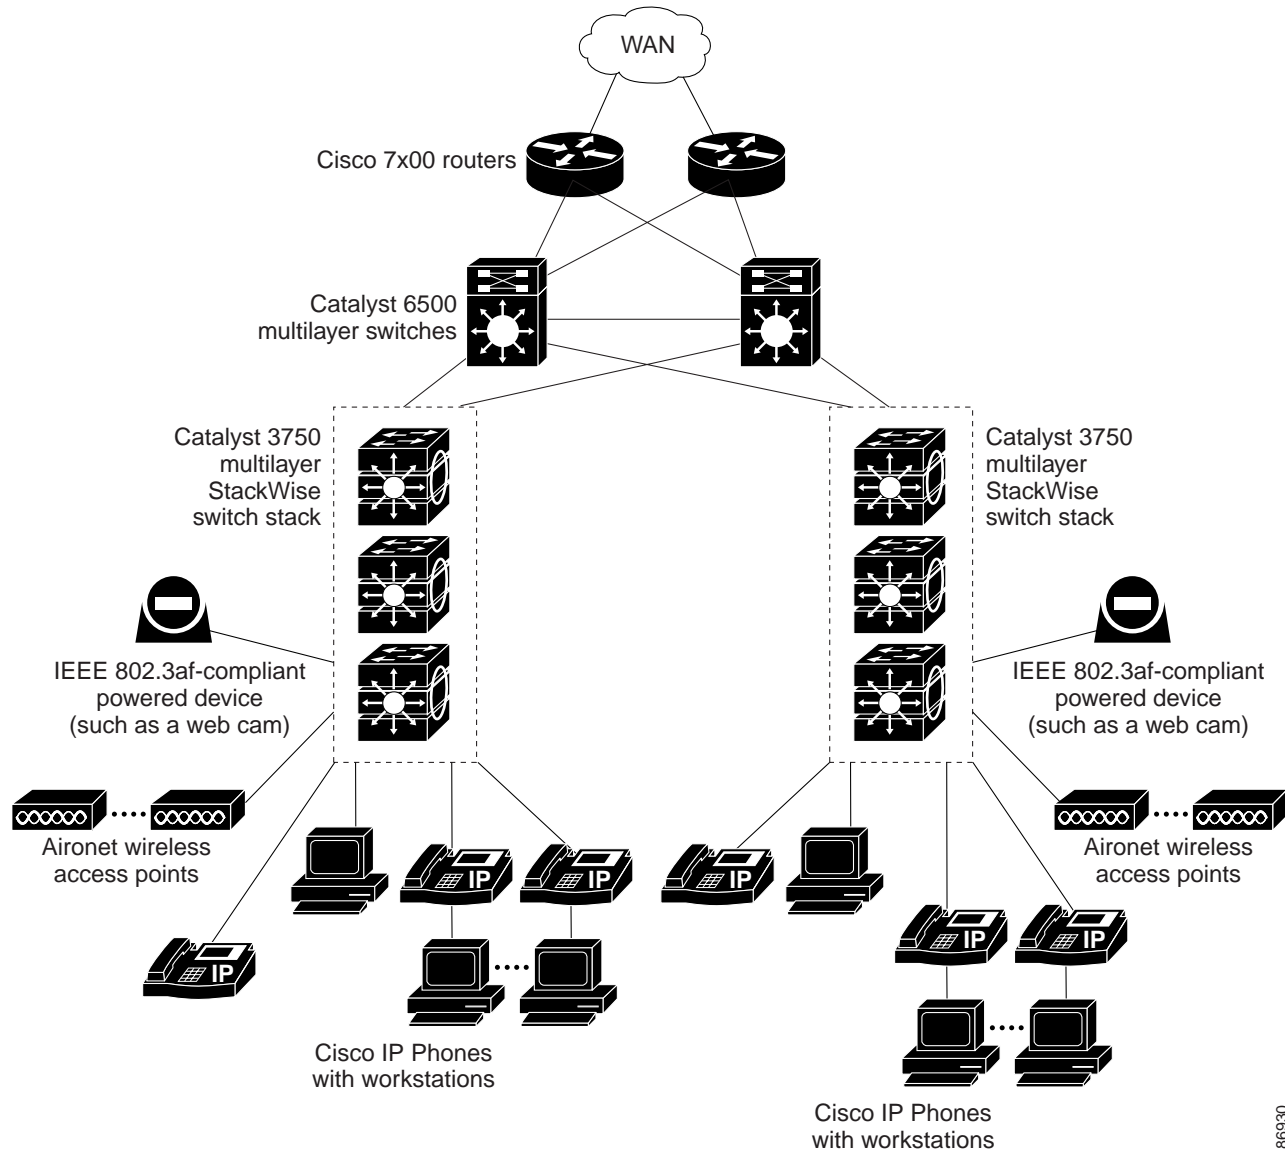 WAN
Cisco 7x00 routers
Catalyst 6500
multilayer switches
Catalyst 3750
multilayer
StackWise
switch stack
Catalyst 3750
multilayer
StackWise
switch stack
IEEE 802.3af-compliant
powered device
(such as a web cam)
IEEE 802.3af-compliant
powered device
(such as a web cam)
Aironet wireless
access points
Aironet wireless
access points
IP
IP
IP
IP
IP
IP
Cisco IP Phones
with workstations
Cisco IP Phones
with workstations
86930